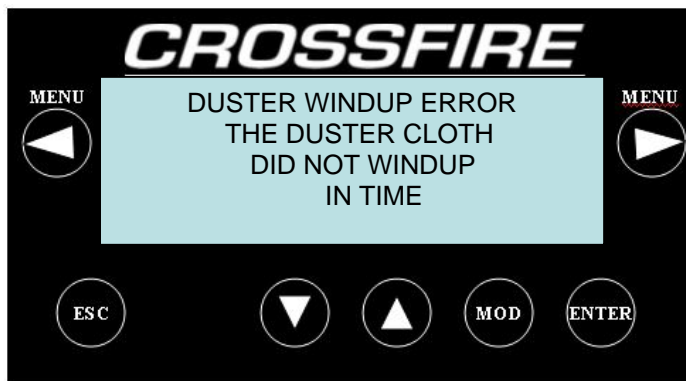 CROSSFIRE
MENU
MENU
DUSTER WINDUP ERROR
THE DUSTER CLOTH
DID NOT WINDUP
IN TIME
ESC
MOD
ENTER